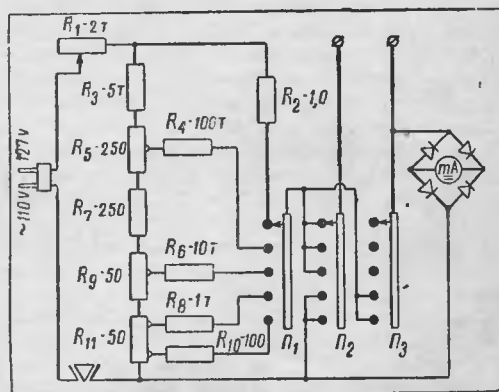 R₁-2т
R₃-5т
R₂-1,0
R₄-100т
R₅-250
127v
~110v
R₇-250
R₆-10т
R₉-50
R₈-1т
R₁₁-50
R₁₀-100
П₁
П₂
П₃
mA